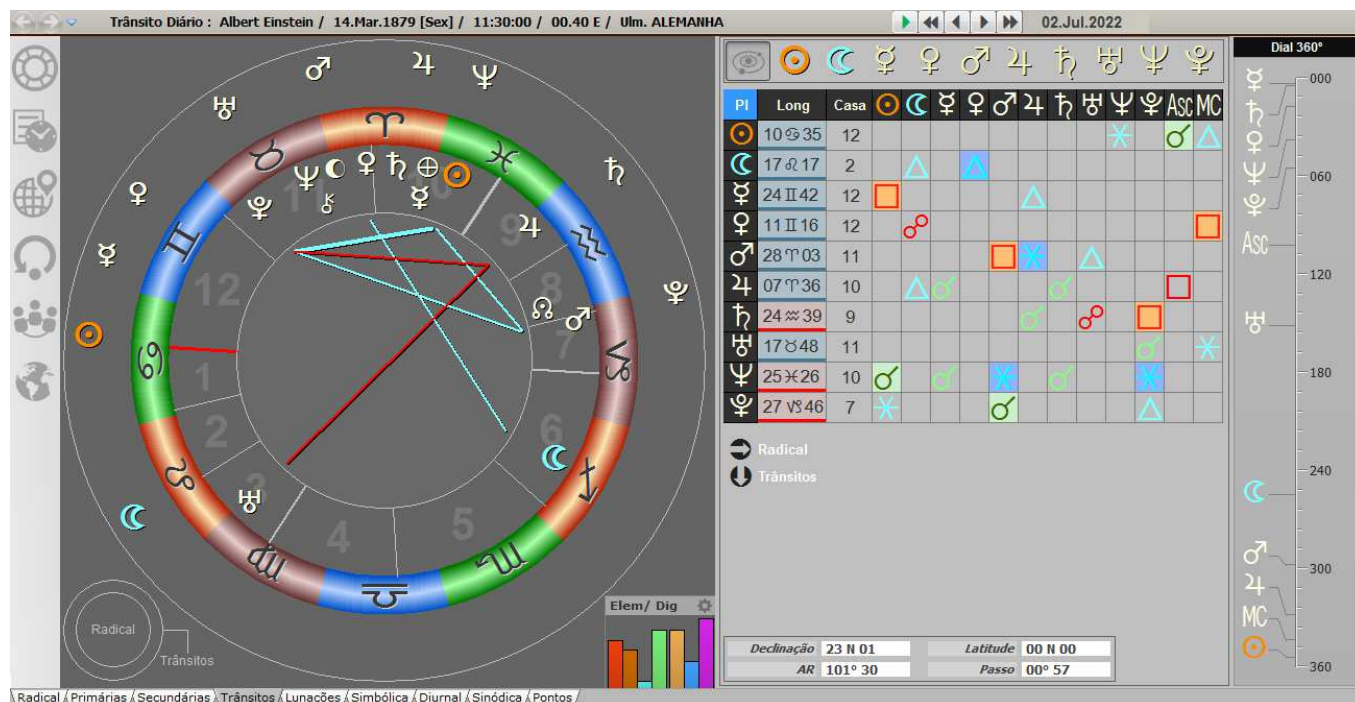 Trânsito Diário : Albert Einstein / 14.Mar.1879 [Sex] / 11:30:00 / 00.40 E / Ulm. ALEMANHA
02.Jul.2022
Dial 360°
12
11
10
9
8
7
6
5
4
3
2
1
Radical
Trânsitos
Elem/ Dig
Pl Long Casa ☉ ☾ ☿ ♀ ♂ ♃ ♄ ♅ ♆ ♇ Asc MC
☉ 10♋35 12
☾ 17♌17 2
☿ 24♊42 12
♀ 11♊16 12
♂ 28♈03 11
♃ 07♈36 10
♄ 24♒39 9
♅ 17♉48 11
♆ 25♓26 10
♇ 27♑46 7
Radical
Trânsitos
Declinação 23 N 01 Latitude 00 N 00
AR 101° 30 Passo 00° 57
Asc
MC
000
060
120
180
240
300
360
Radical Primárias Secundárias Trânsitos Lunações Simbólica Diurnal Sinódica Pontos